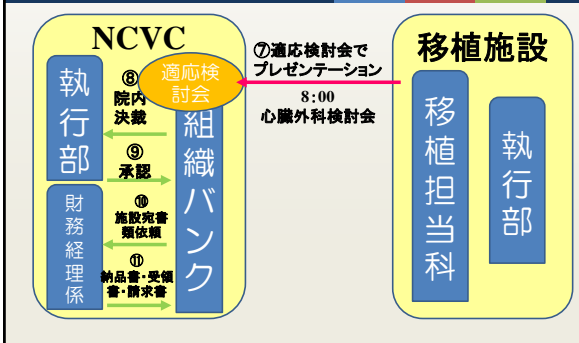 NCVC
執行部
⑧
院内
決裁
⑨
承認
財務経理係
⑩
施設宛書
類依頼
⑪
納品書・受領
書・請求書
適応検
討会
組織バンク
⑦適応検討会で
プレゼンテーション
8:00
心臓外科検討会
移植施設
移植担当科
執行部